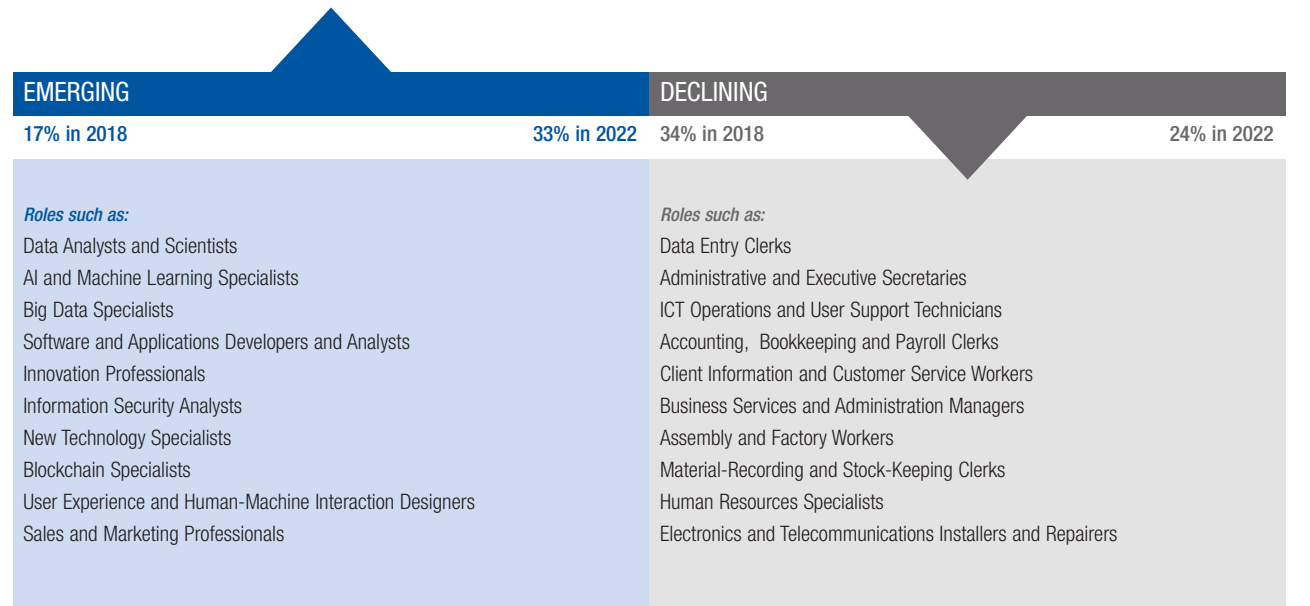 EMERGING
17% in 2018
33% in 2022
Roles such as:
Data Analysts and Scientists
AI and Machine Learning Specialists
Big Data Specialists
Software and Applications Developers and Analysts
Innovation Professionals
Information Security Analysts
New Technology Specialists
Blockchain Specialists
User Experience and Human-Machine Interaction Designers
Sales and Marketing Professionals
DECLINING
34% in 2018
24% in 2022
Roles such as:
Data Entry Clerks
Administrative and Executive Secretaries
ICT Operations and User Support Technicians
Accounting, Bookkeeping and Payroll Clerks
Client Information and Customer Service Workers
Business Services and Administration Managers
Assembly and Factory Workers
Material-Recording and Stock-Keeping Clerks
Human Resources Specialists
Electronics and Telecommunications Installers and Repairers